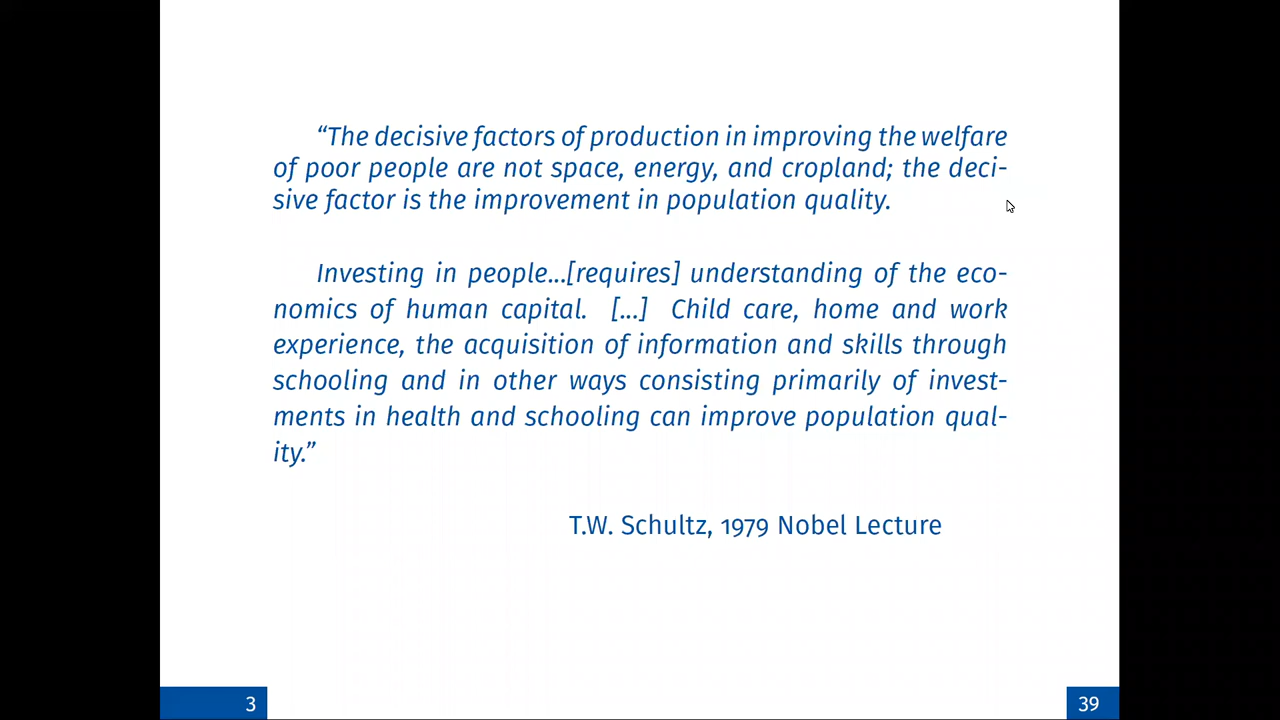 “The decisive factors of production in improving the welfare
of poor people are not space, energy, and cropland; the deci-
sive factor is the improvement in population quality.
Investing in people...[requires] understanding of the eco-
nomics of human capital. [...] Child care, home and work
experience, the acquisition of information and skills through
schooling and in other ways consisting primarily of invest-
ments in health and schooling can improve population qual-
ity.”
T.W. Schultz, 1979 Nobel Lecture
3
39